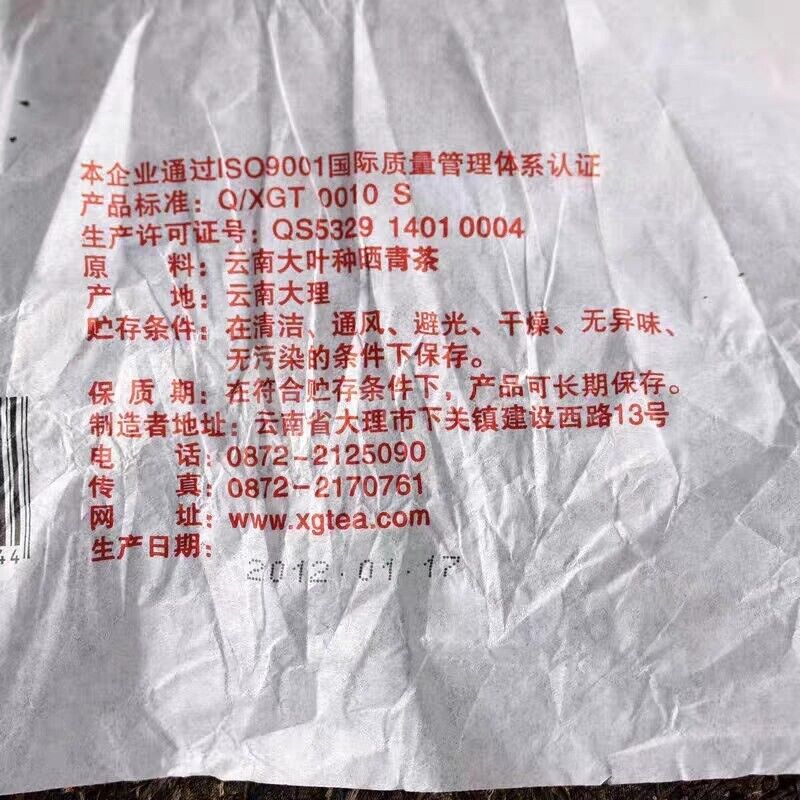 本企业通过ISO9001国际质量管理体系认证
产品标准：Q/XGT 0010 S
生产许可证号：QS5329 1401 0004
原 料：云南大叶种晒青茶
产 地：云南大理
贮存条件：在清洁、通风、避光、干燥、无异味、
无污染的条件下保存。
保 质 期：在符合贮存条件下，产品可长期保存。
制造者地址：云南省大理市下关镇建设西路13号
电 话：0872-2125090
传 真：0872-2170761
网 址：www.xgtea.com
生产日期：
2012.01.17
44